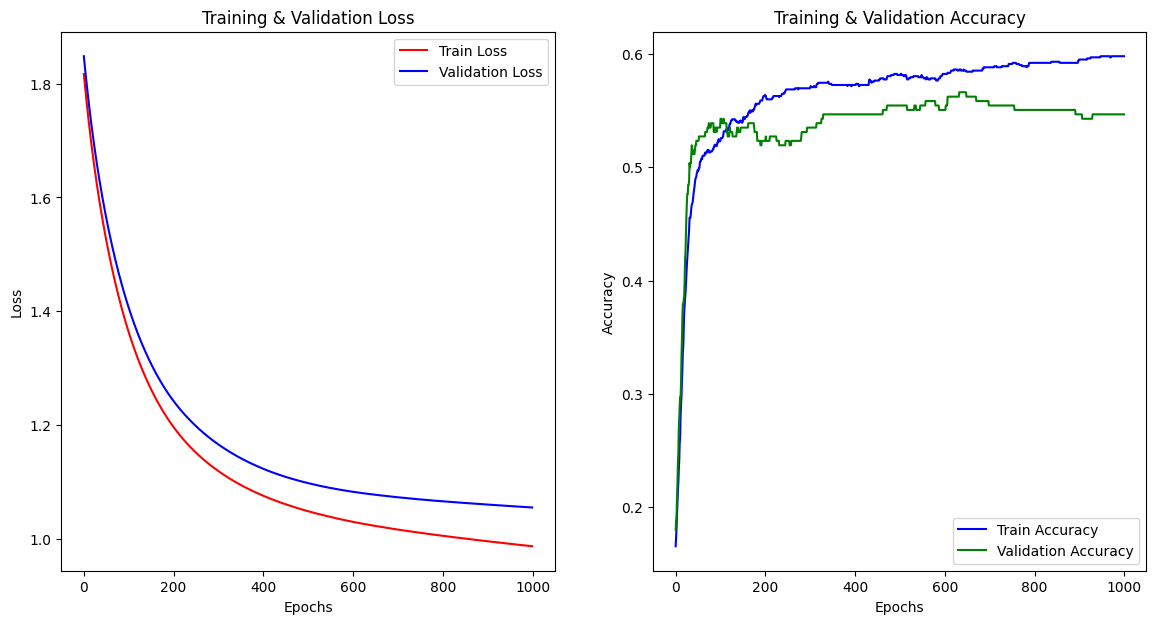 Training & Validation Loss
Train Loss
Validation Loss
Loss
1.8
1.6
1.4
1.2
1.0
0 200 400 600 800 1000
Epochs
Training & Validation Accuracy
Accuracy
0.6
0.5
0.4
0.3
0.2
Train Accuracy
Validation Accuracy
0 200 400 600 800 1000
Epochs